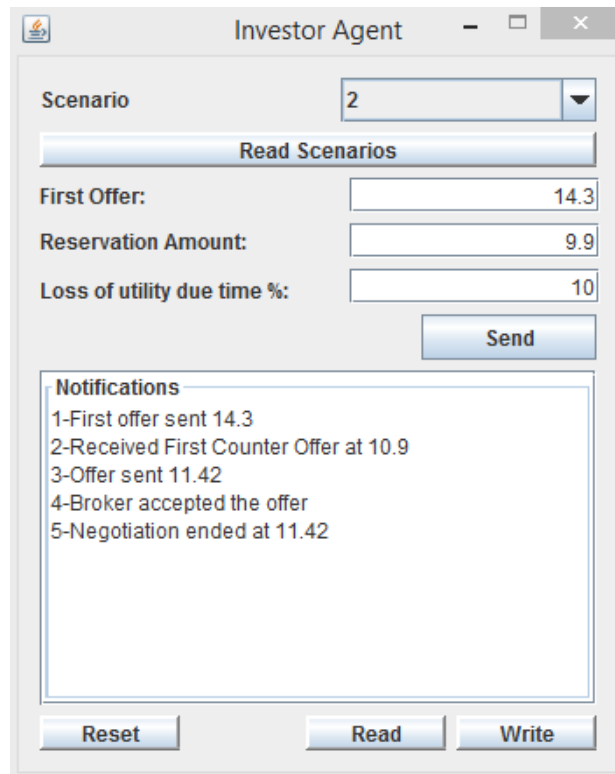 Investor Agent
Scenario 2
Read Scenarios
First Offer: 14.3
Reservation Amount: 9.9
Loss of utility due time %: 10
Send
Notifications
1-First offer sent 14.3
2-Received First Counter Offer at 10.9
3-Offer sent 11.42
4-Broker accepted the offer
5-Negotiation ended at 11.42
Reset Read Write